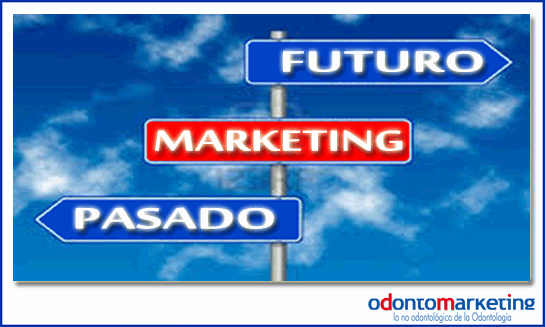 FUTURO
MARKETING
PASADO
odontomarketing
lo no odontológico de la Odontología